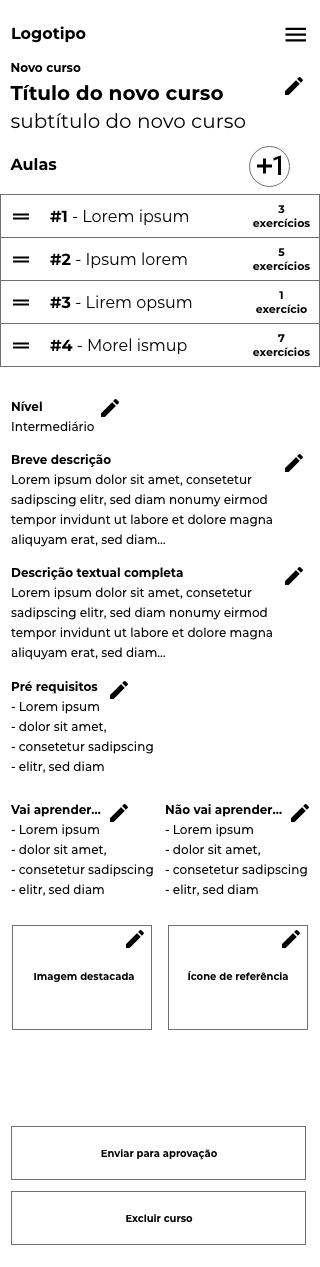 Logotipo
Novo curso
Título do novo curso
subtítulo do novo curso
Aulas
+1
#1 - Lorem ipsum
3
exercícios
#2 - Ipsum lorem
5
exercícios
#3 - Lirem opsum
1
exercício
#4 - Morel ismup
7
exercícios
Nível
Intermediário
Breve descrição
Lorem ipsum dolor sit amet, consetetur
sadipscing elitr, sed diam nonumy eirmod
tempor invidunt ut labore et dolore magna
aliquyam erat, sed diam...
Descrição textual completa
Lorem ipsum dolor sit amet, consetetur
sadipscing elitr, sed diam nonumy eirmod
tempor invidunt ut labore et dolore magna
aliquyam erat, sed diam...
Pré requisitos
- Lorem ipsum
- dolor sit amet,
- consetetur sadipscing
- elitr, sed diam
Vai aprender...
- Lorem ipsum
- dolor sit amet,
- consetetur sadipscing
- elitr, sed diam
Não vai aprender...
- Lorem ipsum
- dolor sit amet,
- consetetur sadipscing
- elitr, sed diam
Imagem destacada
Ícone de referência
Enviar para aprovação
Excluir curso